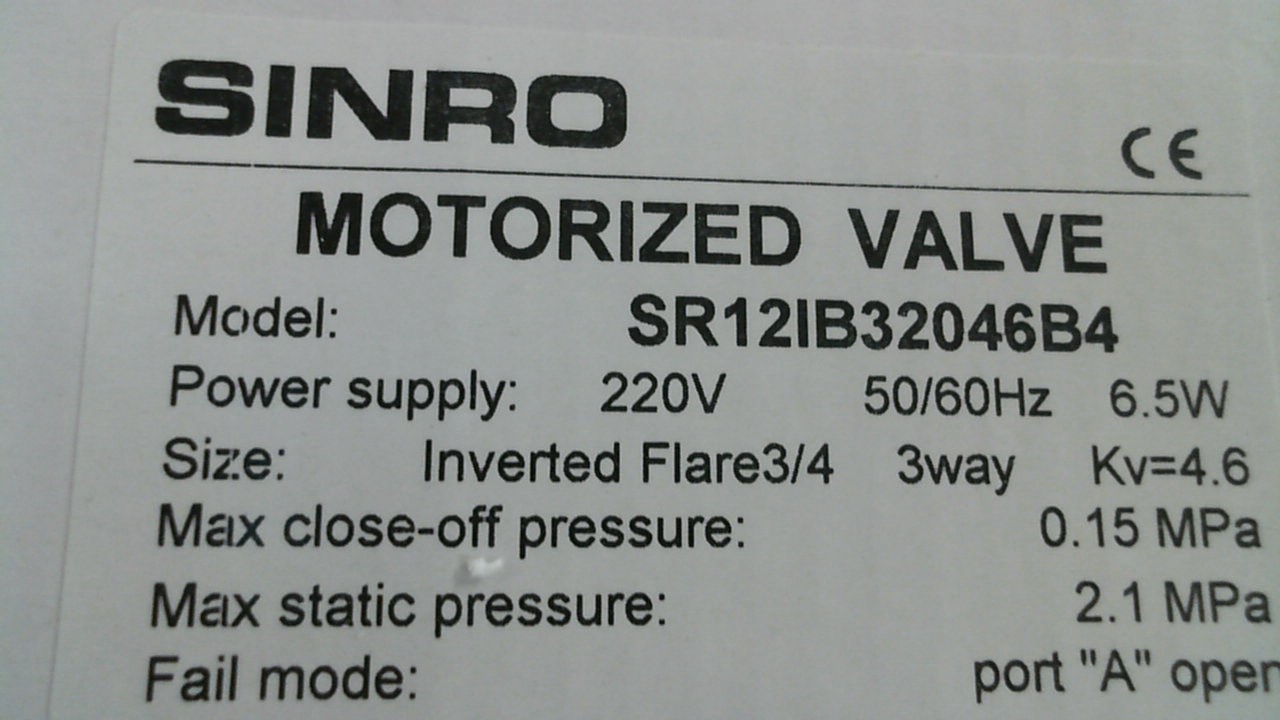 SINRO
CE
MOTORIZED VALVE
Model: SR12IB32046B4
Power supply: 220V 50/60Hz 6.5W
Size: Inverted Flare3/4 3way Kv=4.6
Max close-off pressure: 0.15 MPa
Max static pressure: 2.1 MPa
Fail mode: port "A" open